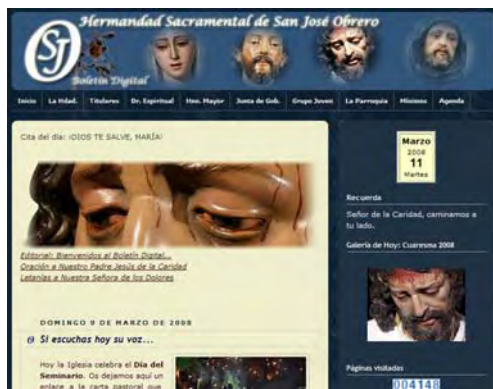 Hermandad Sacramental de San José Obrero
SJ
Boletín Digital
Inicio La Hdad. Titulares Dr. Espiritual Hno. Mayor Junta de Gob. Grupo Joven La Parroquia Misiones Agenda
Cita del día: ¡DIOS TE SALVE, MARÍA!
Editorial: Bienvenidos al Boletín Digital...
Oración a Nuestro Padre Jesús de la Caridad
Letanías a Nuestra Señora de los Dolores
DOMINGO 9 DE MARZO DE 2008
Si escuchas hoy su voz...
Hoy la Iglesia celebra el Día del
Seminario. Os dejamos aquí un
enlace a la carta pastoral que
Marzo
2008
11
Martes
Recuerda
Señor de la Caridad, caminamos a
tu lado.
Galería de Hoy: Cuaresma 2008
Páginas visitadas
004148